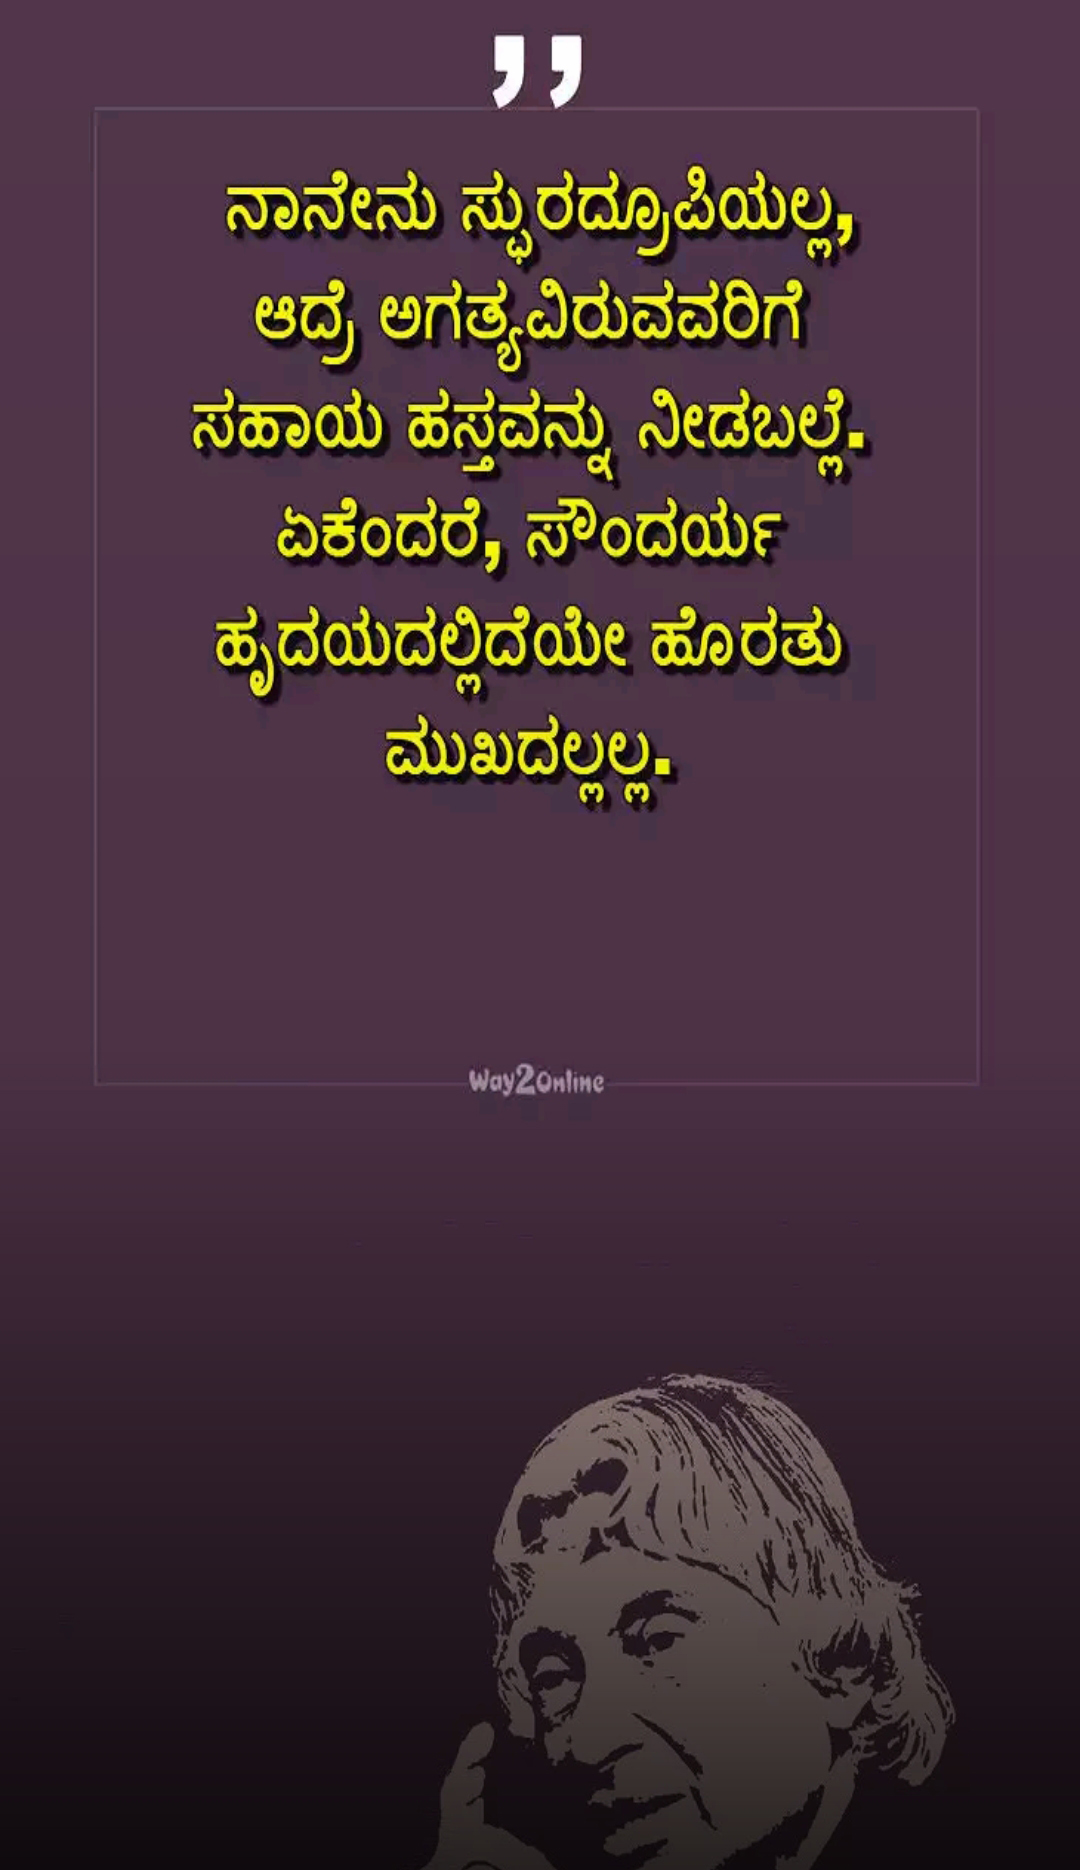 ”
ನಾನೇನು ಸ್ಫುರದ್ರೂಪಿಯಲ್ಲ,
ಆದ್ರೆ ಅಗತ್ಯವಿರುವವರಿಗೆ
ಸಹಾಯ ಹಸ್ತವನ್ನು ನೀಡಬಲ್ಲೆ.
ಏಕೆಂದರೆ, ಸೌಂದರ್ಯ
ಹೃದಯದಲ್ಲಿದೆಯೇ ಹೊರತು
ಮುಖದಲ್ಲಲ್ಲ.
Way2Online